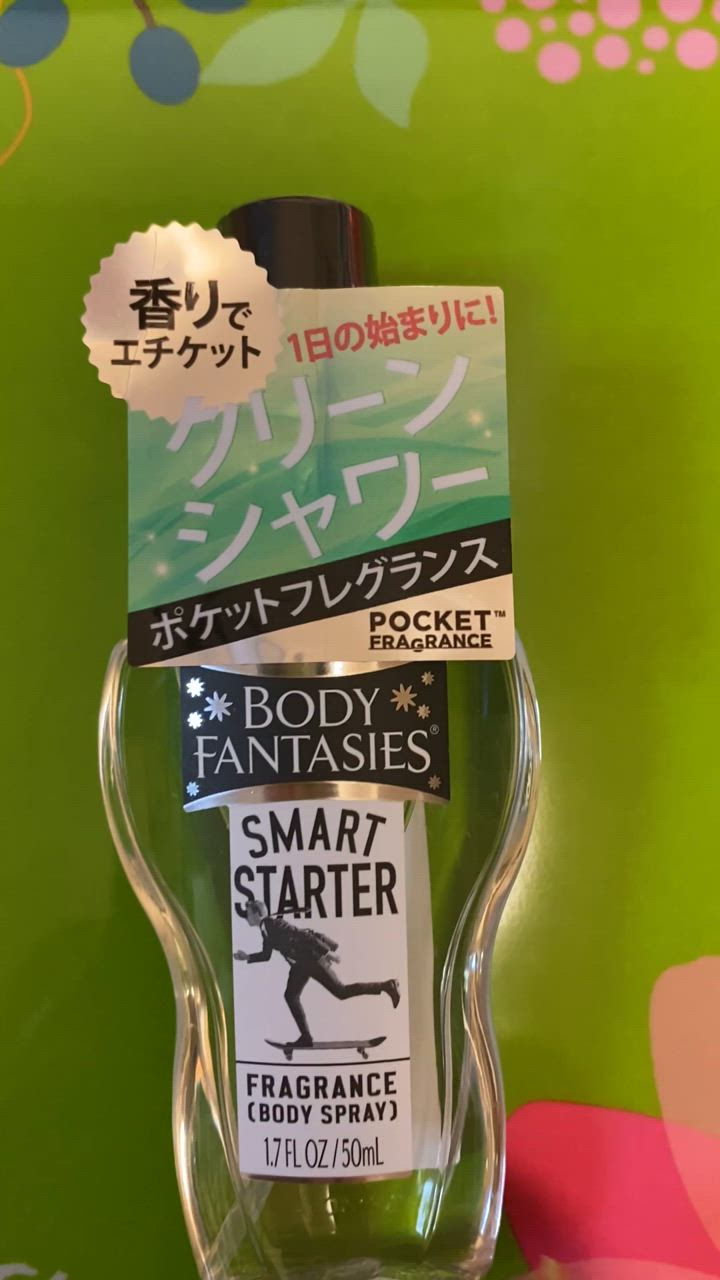 香りで
エチケット
1日の始まりに!
クリーン
シャワー
ポケットフレグランス
POCKET™
FRAGRANCE
BODY
FANTASIES®
SMART
STARTER
FRAGRANCE
(BODY SPRAY)
1.7 FL OZ / 50mL